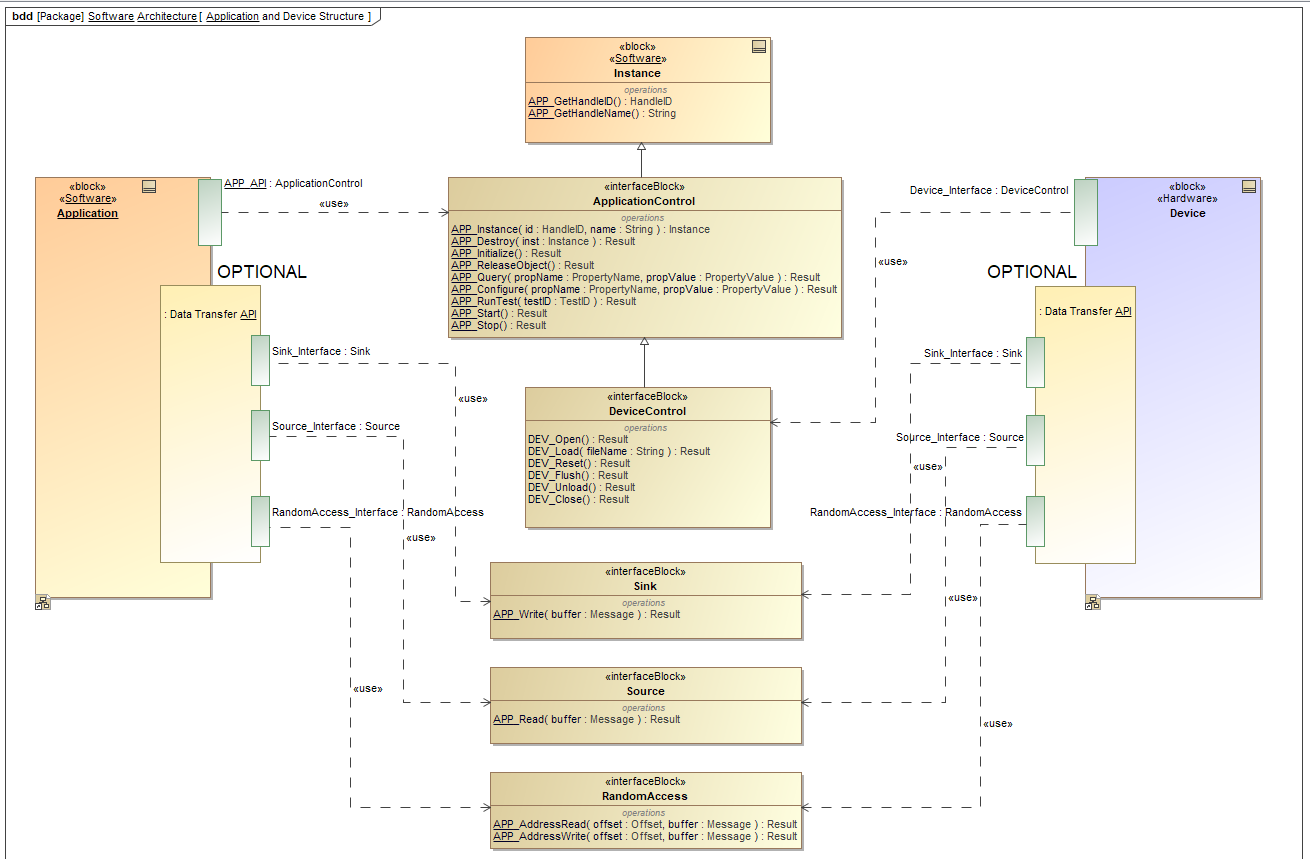 bdd [Package] Software Architecture [ Application and Device Structure ]
«block»
«Software»
Instance
operations
APP_GetHandleID() : HandleID
APP_GetHandleName() : String
«block»
«Software»
Application
APP_API : ApplicationControl
«use»
OPTIONAL
: Data Transfer API
Sink_Interface : Sink
«use»
Source_Interface : Source
«use»
RandomAccess_Interface : RandomAccess
«use»
«interfaceBlock»
ApplicationControl
operations
APP_Instance( id : HandleID, name : String ) : Instance
APP_Destroy( inst : Instance ) : Result
APP_Initialize() : Result
APP_ReleaseObject() : Result
APP_Query( propName : PropertyName, propValue : PropertyValue ) : Result
APP_Configure( propName : PropertyName, propValue : PropertyValue ) : Result
APP_RunTest( testID : TestID ) : Result
APP_Start() : Result
APP_Stop() : Result
«interfaceBlock»
DeviceControl
operations
DEV_Open() : Result
DEV_Load( fileName : String ) : Result
DEV_Reset() : Result
DEV_Flush() : Result
DEV_Unload() : Result
DEV_Close() : Result
«interfaceBlock»
Sink
operations
APP_Write( buffer : Message ) : Result
«interfaceBlock»
Source
operations
APP_Read( buffer : Message ) : Result
«interfaceBlock»
RandomAccess
operations
APP_AddressRead( offset : Offset, buffer : Message ) : Result
APP_AddressWrite( offset : Offset, buffer : Message ) : Result
«block»
«Hardware»
Device
Device_Interface : DeviceControl
«use»
OPTIONAL
: Data Transfer API
Sink_Interface : Sink
Source_Interface : Source
«use»
RandomAccess_Interface : RandomAccess
«use»
«use»